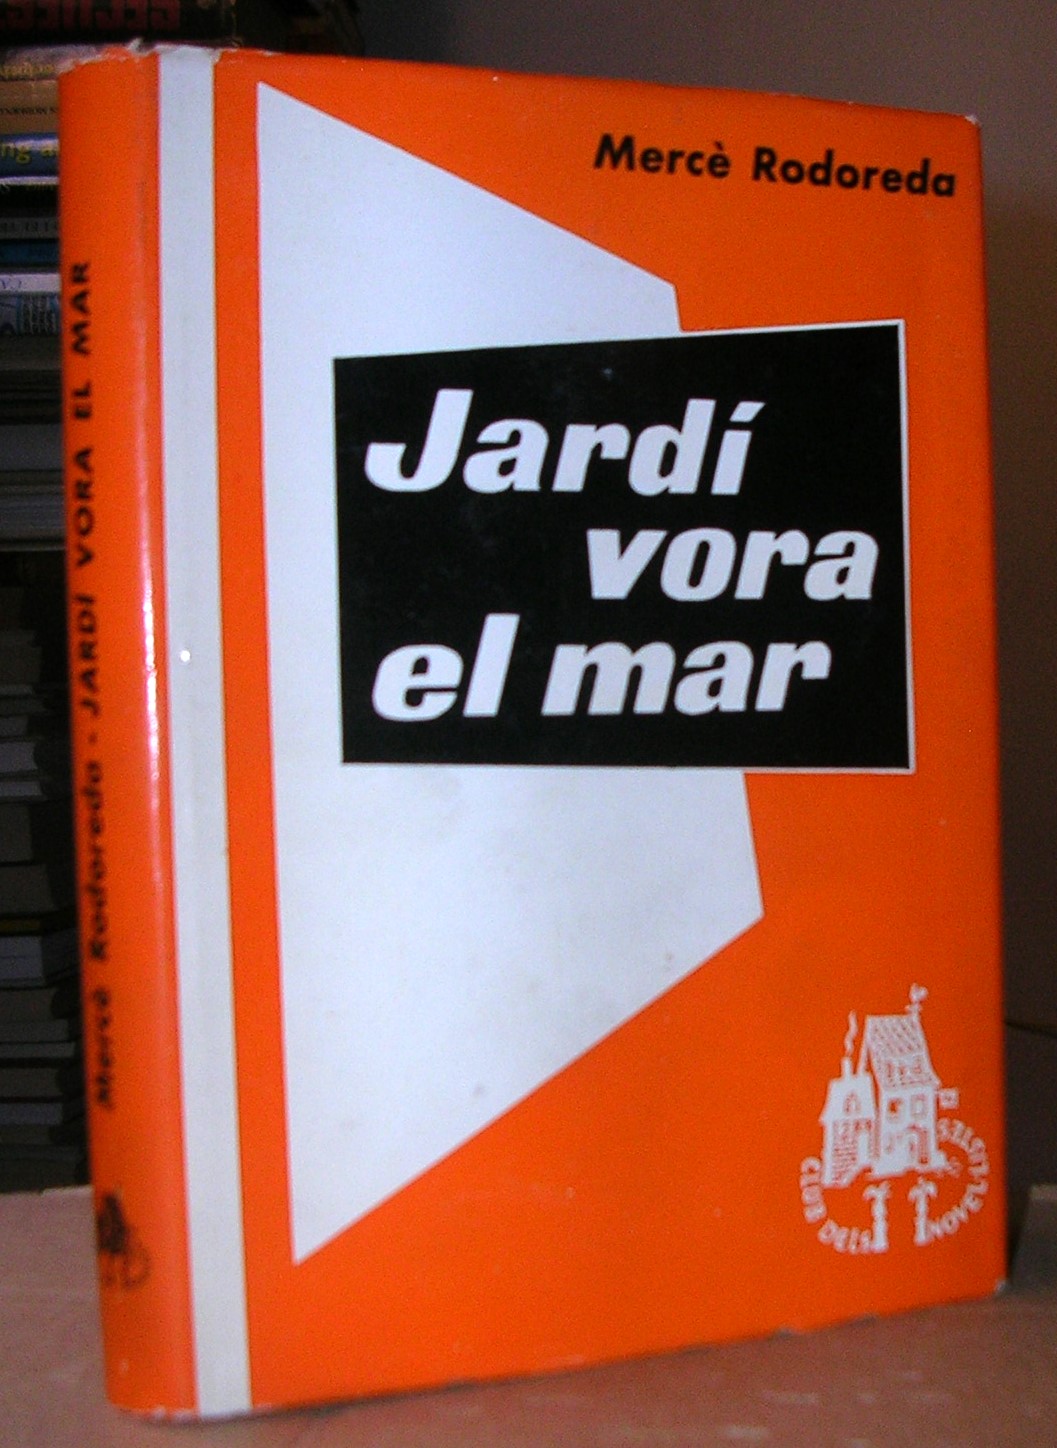 Mercè Rodoreda
Jardí
vora
el mar
CLUB DELS NOVEL·LISTES
Mercè Rodoreda - JARDÍ VORA EL MAR